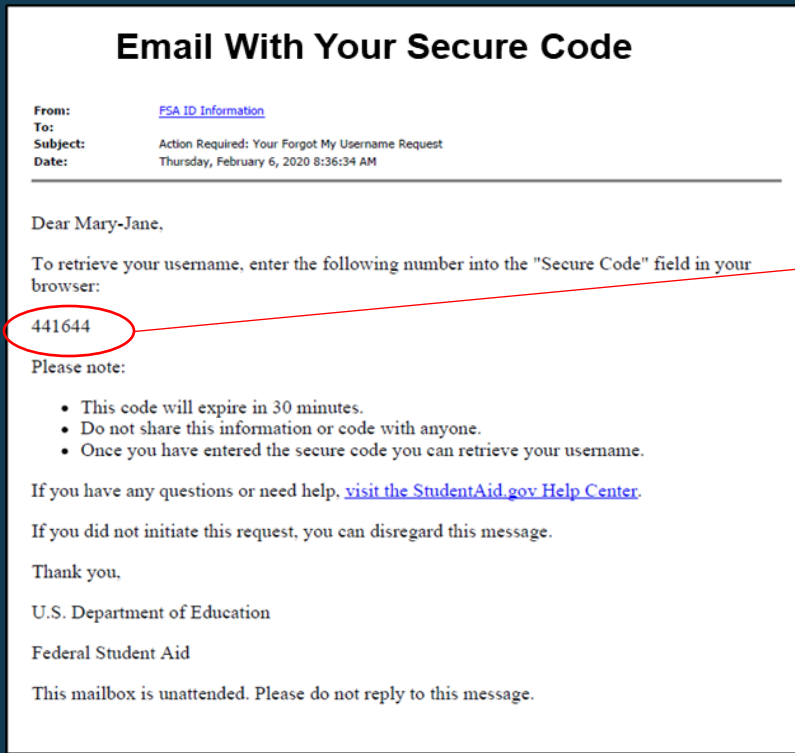 Email With Your Secure Code
From: FSA ID Information
To:
Subject: Action Required: Your Forgot My Username Request
Date: Thursday, February 6, 2020 8:36:34 AM
Dear Mary-Jane,
To retrieve your username, enter the following number into the "Secure Code" field in your
browser:
441644
Please note:
• This code will expire in 30 minutes.
• Do not share this information or code with anyone.
• Once you have entered the secure code you can retrieve your username.
If you have any questions or need help, visit the StudentAid.gov Help Center.
If you did not initiate this request, you can disregard this message.
Thank you,
U.S. Department of Education
Federal Student Aid
This mailbox is unattended. Please do not reply to this message.